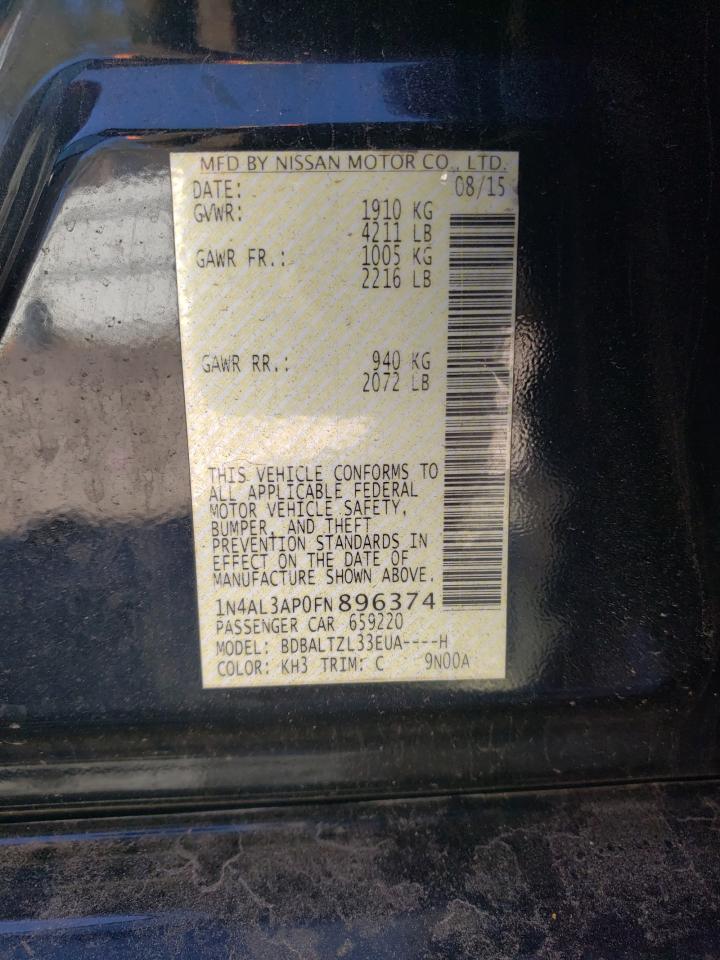 MFD BY NISSAN MOTOR CO., LTD.
DATE: 08/15
GVWR: 1910 KG
4211 LB
GAWR FR.: 1005 KG
2216 LB
GAWR RR.: 940 KG
2072 LB
THIS VEHICLE CONFORMS TO
ALL APPLICABLE FEDERAL
MOTOR VEHICLE SAFETY,
BUMPER, AND THEFT
PREVENTION STANDARDS IN
EFFECT ON THE DATE OF
MANUFACTURE SHOWN ABOVE.
1N4AL3AP0FN896374
PASSENGER CAR 659220
MODEL: BDBALTZL33EUA----H
COLOR: KH3 TRIM: C 9N00A